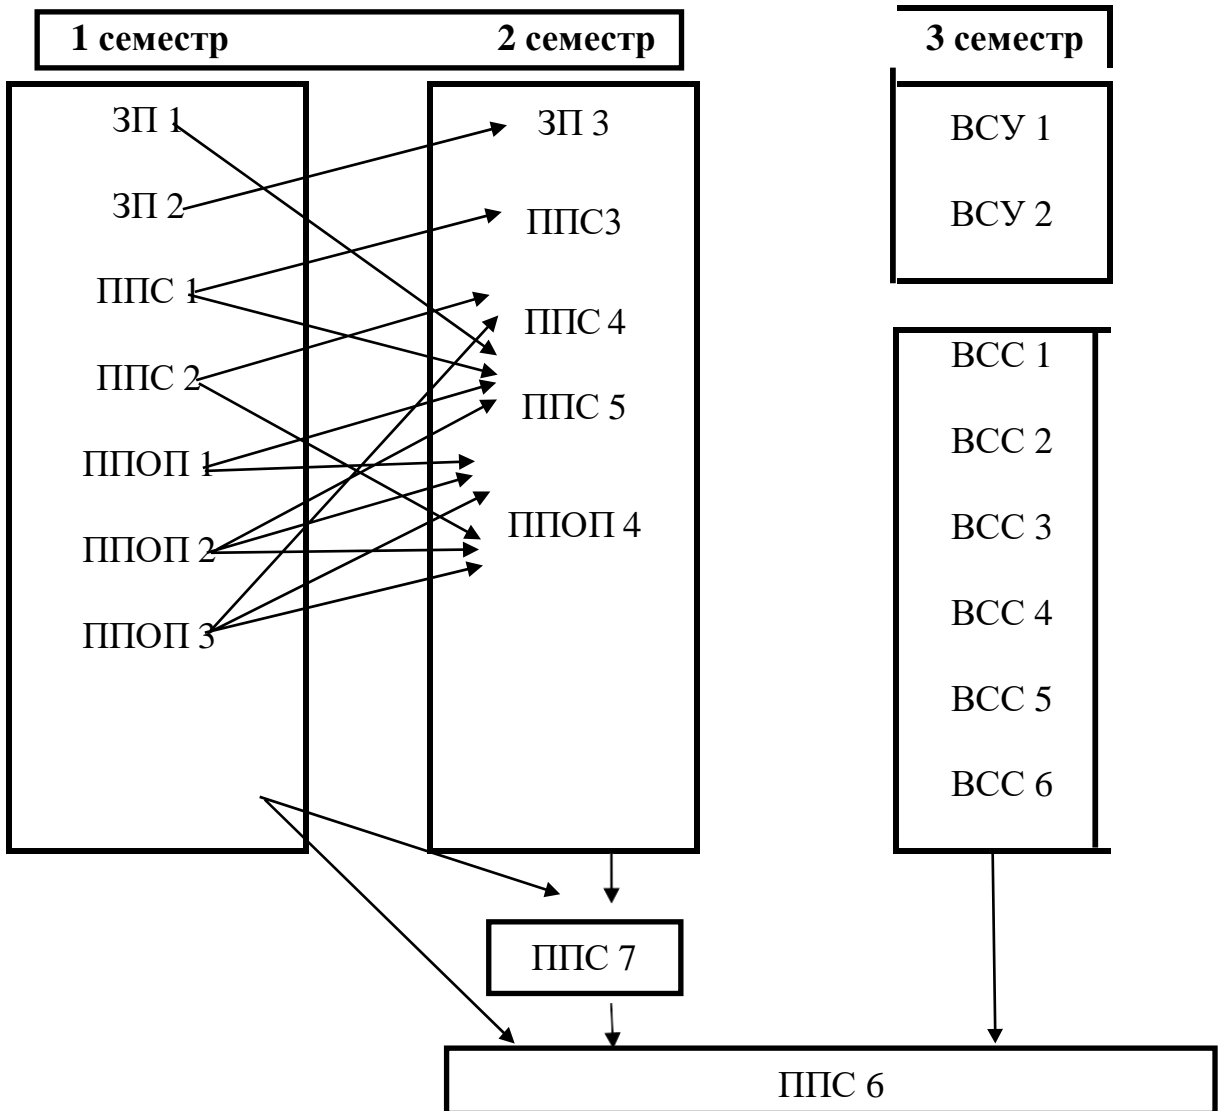 1 семестр
2 семестр
3 семестр
ЗП 1
ЗП 2
ППС 1
ППС 2
ППОП 1
ППОП 2
ППОП 3
ЗП 3
ППС3
ППС 4
ППС 5
ППОП 4
ВСУ 1
ВСУ 2
ВСС 1
ВСС 2
ВСС 3
ВСС 4
ВСС 5
ВСС 6
ППС 7
ППС 6